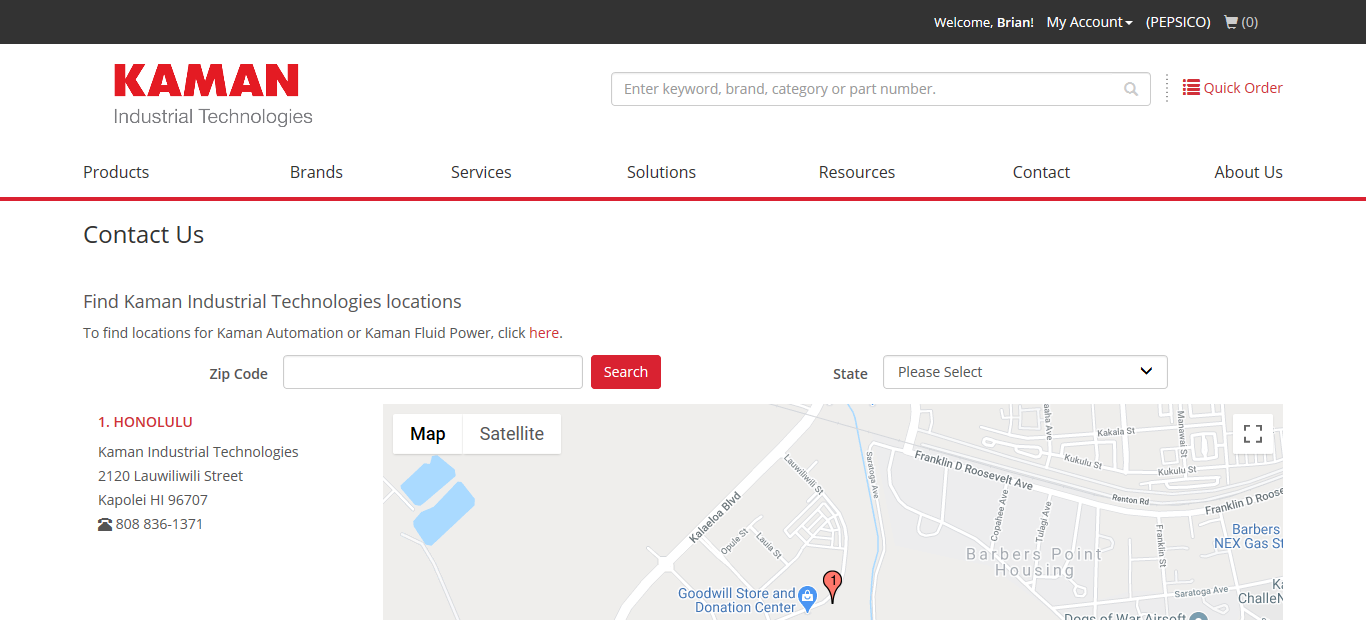 Welcome, Brian! My Account (PEPSICO) (0)
KAMAN
Industrial Technologies
Enter keyword, brand, category or part number.
Quick Order
Products Brands Services Solutions Resources Contact About Us
Contact Us
Find Kaman Industrial Technologies locations
To find locations for Kaman Automation or Kaman Fluid Power, click here.
Zip Code Search State Please Select
1. HONOLULU
Kaman Industrial Technologies
2120 Lauwiliwili Street
Kapolei HI 96707
808 836-1371
Map Satellite
Kakala St
Manawai St
Kukulu St
Kukulu St
Franklin D Roosevelt Ave
Lauwiliwili St
Saratoga Ave
Renton Rd
Franklin D Roose
Kalaeloa Blvd
Copahee Ave
Tulagi Ave
Opule St
Lauia St
Franklin St
Barbers
NEX Gas St
Barbers Point
Housing
1
Goodwill Store and
Donation Center
Saratoga Ave
Ka
ChalleN
Dogs of War Airsoft